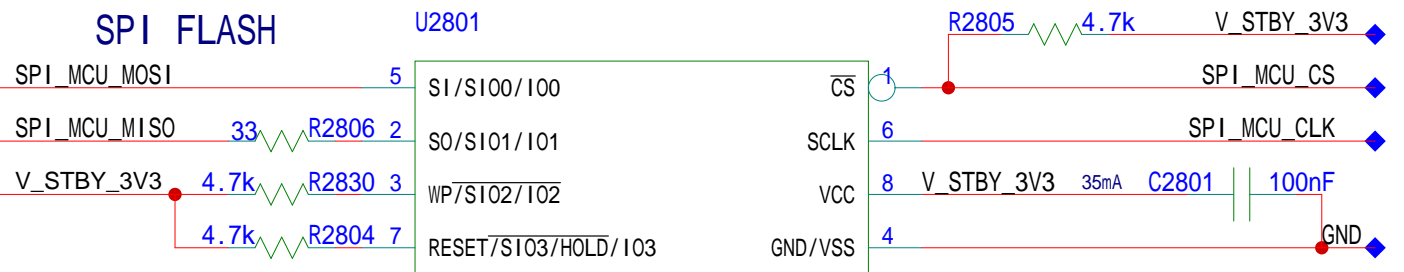 SPI FLASH
U2801
R2805 4.7k V_STBY_3V3
SPI_MCU_MOSI 5 SI/SIO0/IO0 CS 1 SPI_MCU_CS
SPI_MCU_MISO 33 R2806 2 SO/SIO1/IO1 SCLK 6 SPI_MCU_CLK
V_STBY_3V3 4.7k R2830 3 WP/SIO2/IO2 VCC 8 V_STBY_3V3 35mA C2801 100nF
4.7k R2804 7 RESET/SIO3/HOLD/IO3 GND/VSS 4 GND